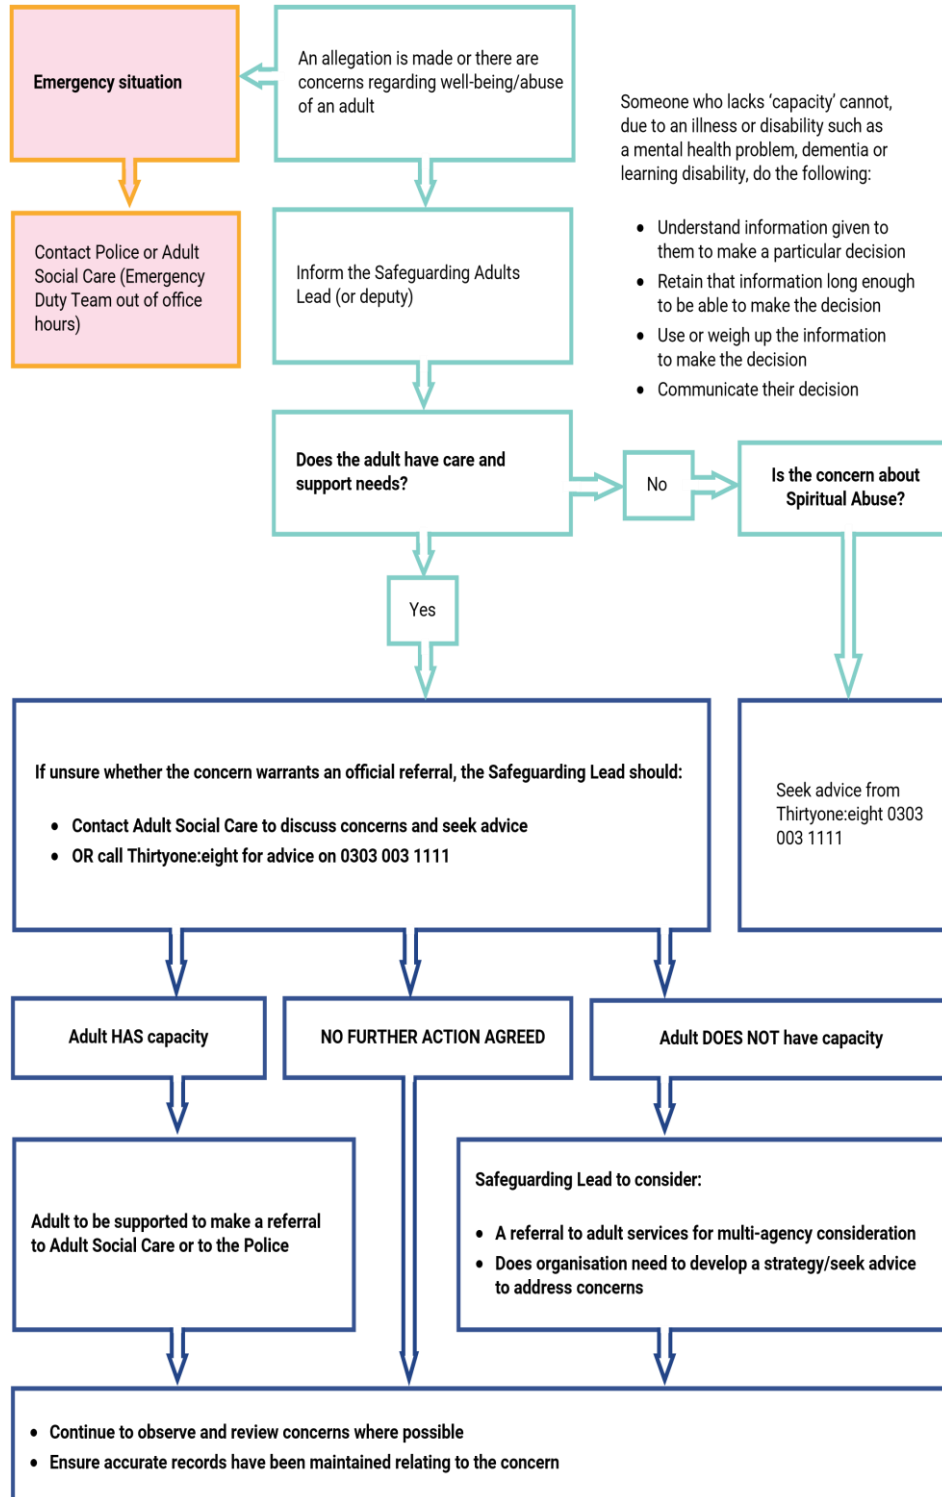 Emergency situation
An allegation is made or there are
concerns regarding well-being/abuse
of an adult
Someone who lacks ‘capacity’ cannot,
due to an illness or disability such as
a mental health problem, dementia or
learning disability, do the following:
• Understand information given to
them to make a particular decision
• Retain that information long enough
to be able to make the decision
• Use or weigh up the information
to make the decision
• Communicate their decision
Contact Police or Adult
Social Care (Emergency
Duty Team out of office
hours)
Inform the Safeguarding Adults
Lead (or deputy)
Does the adult have care and
support needs?
No
Is the concern about
Spiritual Abuse?
Yes
If unsure whether the concern warrants an official referral, the Safeguarding Lead should:
• Contact Adult Social Care to discuss concerns and seek advice
• OR call Thirtyone:eight for advice on 0303 003 1111
Seek advice from
Thirtyone:eight 0303
003 1111
Adult HAS capacity
NO FURTHER ACTION AGREED
Adult DOES NOT have capacity
Adult to be supported to make a referral
to Adult Social Care or to the Police
Safeguarding Lead to consider:
• A referral to adult services for multi-agency consideration
• Does organisation need to develop a strategy/seek advice
to address concerns
• Continue to observe and review concerns where possible
• Ensure accurate records have been maintained relating to the concern